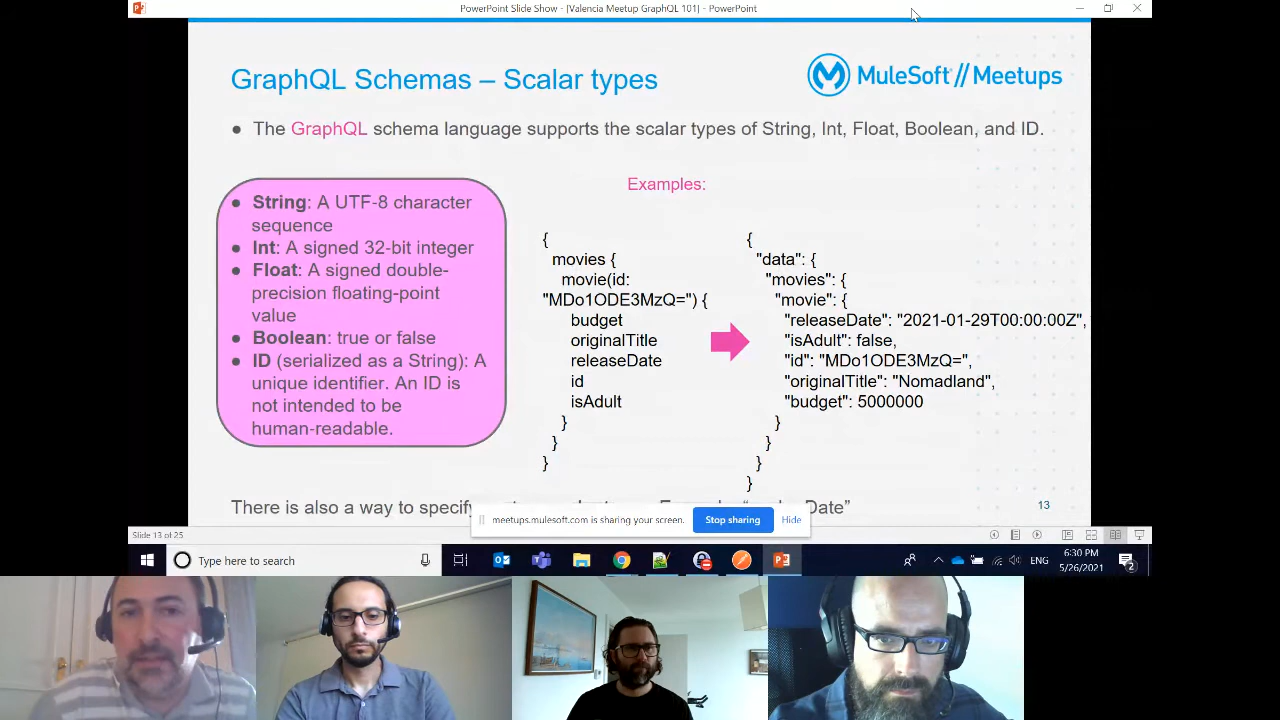 PowerPoint Slide Show - [Valencia Meetup GraphQL 101] - PowerPoint
GraphQL Schemas – Scalar types
MuleSoft // Meetups
● The GraphQL schema language supports the scalar types of String, Int, Float, Boolean, and ID.
● String: A UTF-8 character
sequence
● Int: A signed 32-bit integer
● Float: A signed double-
precision floating-point
value
● Boolean: true or false
● ID (serialized as a String): A
unique identifier. An ID is
not intended to be
human-readable.
Examples:
{
movies {
movie(id:
"MDo1ODE3MzQ=") {
budget
originalTitle
releaseDate
id
isAdult
}
}
}
{
"data": {
"movies": {
"movie": {
"releaseDate": "2021-01-29T00:00:00Z",
"isAdult": false,
"id": "MDo1ODE3MzQ=",
"originalTitle": "Nomadland",
"budget": 5000000
}
}
}
}
There is also a way to specify Date”
13
meetups.mulesoft.com is sharing your screen.
Stop sharing
Hide
Slide 13 of 25
Type here to search
ENG
6:30 PM
5/26/2021
2